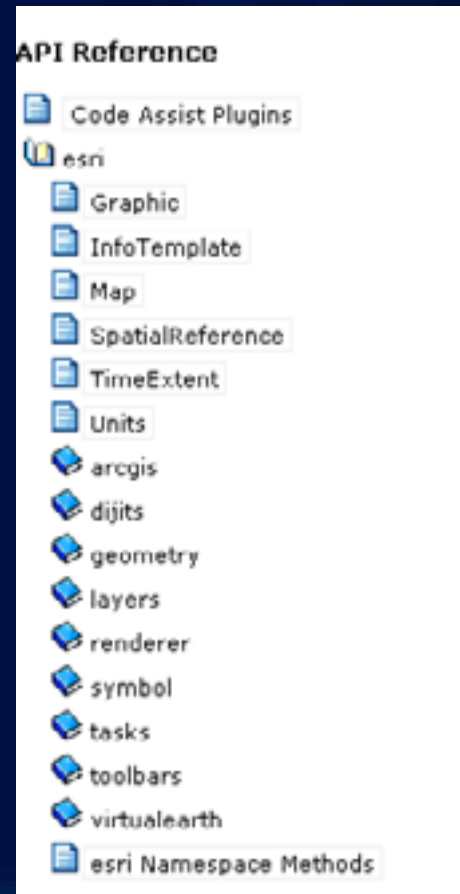 API Reference
Code Assist Plugins
esri
Graphic
InfoTemplate
Map
SpatialReference
TimeExtent
Units
arcgis
dijits
geometry
layers
renderer
symbol
tasks
toolbars
virtualearth
esri Namespace Methods